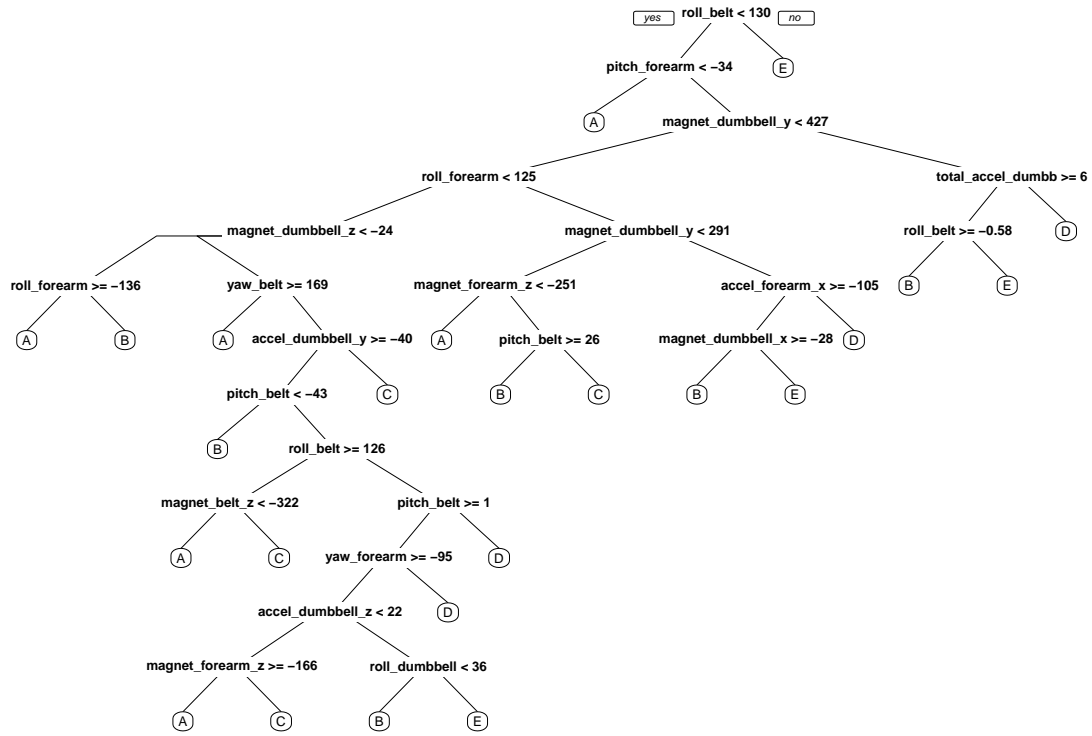 yes roll_belt < 130 no
pitch_forearm < −34 E
A magnet_dumbbell_y < 427
roll_forearm < 125 total_accel_dumbb >= 6
magnet_dumbbell_z < −24 magnet_dumbbell_y < 291 roll_belt >= −0.58 D
roll_forearm >= −136 yaw_belt >= 169 magnet_forearm_z < −251 accel_forearm_x >= −105 B E
A B A accel_dumbbell_y >= −40 A pitch_belt >= 26 magnet_dumbbell_x >= −28 D
pitch_belt < −43 C B C B E
B roll_belt >= 126
magnet_belt_z < −322 pitch_belt >= 1
A C yaw_forearm >= −95 D
accel_dumbbell_z < 22 D
magnet_forearm_z >= −166 roll_dumbbell < 36
A C B E